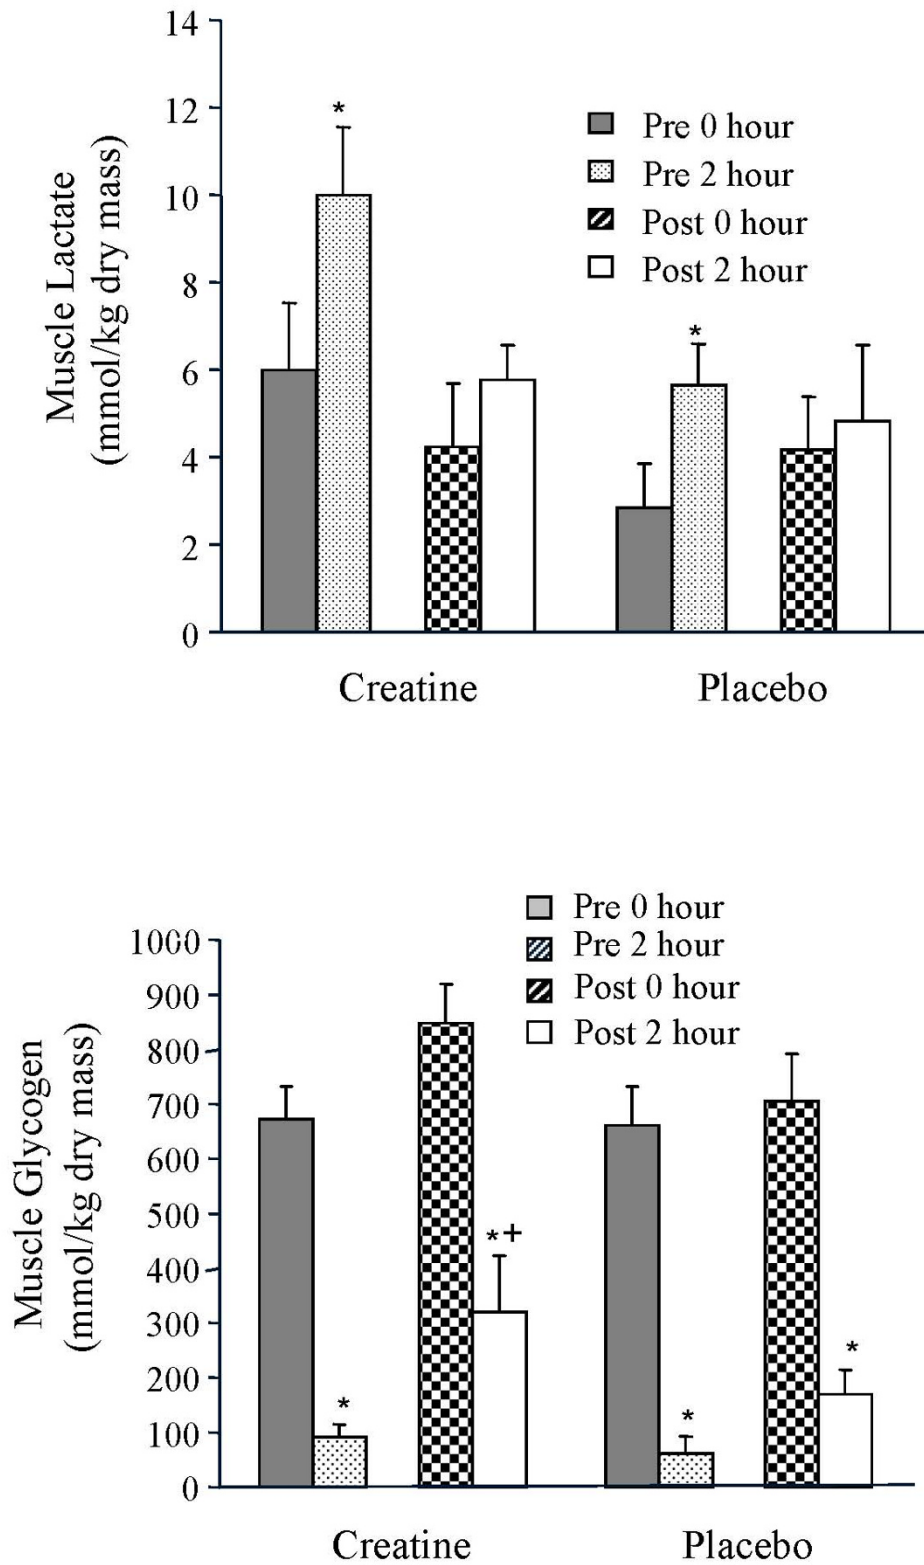 14
12
10
8
6
4
2
0
Muscle Lactate
(mmol/kg dry mass)
*
*
Pre 0 hour
Pre 2 hour
Post 0 hour
Post 2 hour
Creatine
Placebo
Pre 0 hour
Pre 2 hour
Post 0 hour
Post 2 hour
1000
900
800
700
600
500
400
300
200
100
0
Muscle Glycogen
(mmol/kg dry mass)
*
*+
*
*
Creatine
Placebo